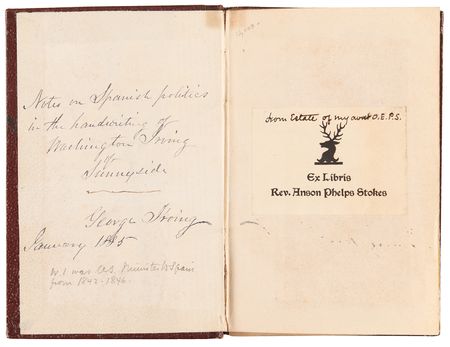 Notes on Spanish politics
in the handwriting of
Washington Irving
of
Sunnyside
George Irving
January
W. I was U.S. Minister to Spain
from 1842-1846.
from Estate of my aunt O.E.P.S.
Ex Libris
Rev. Anson Phelps Stokes